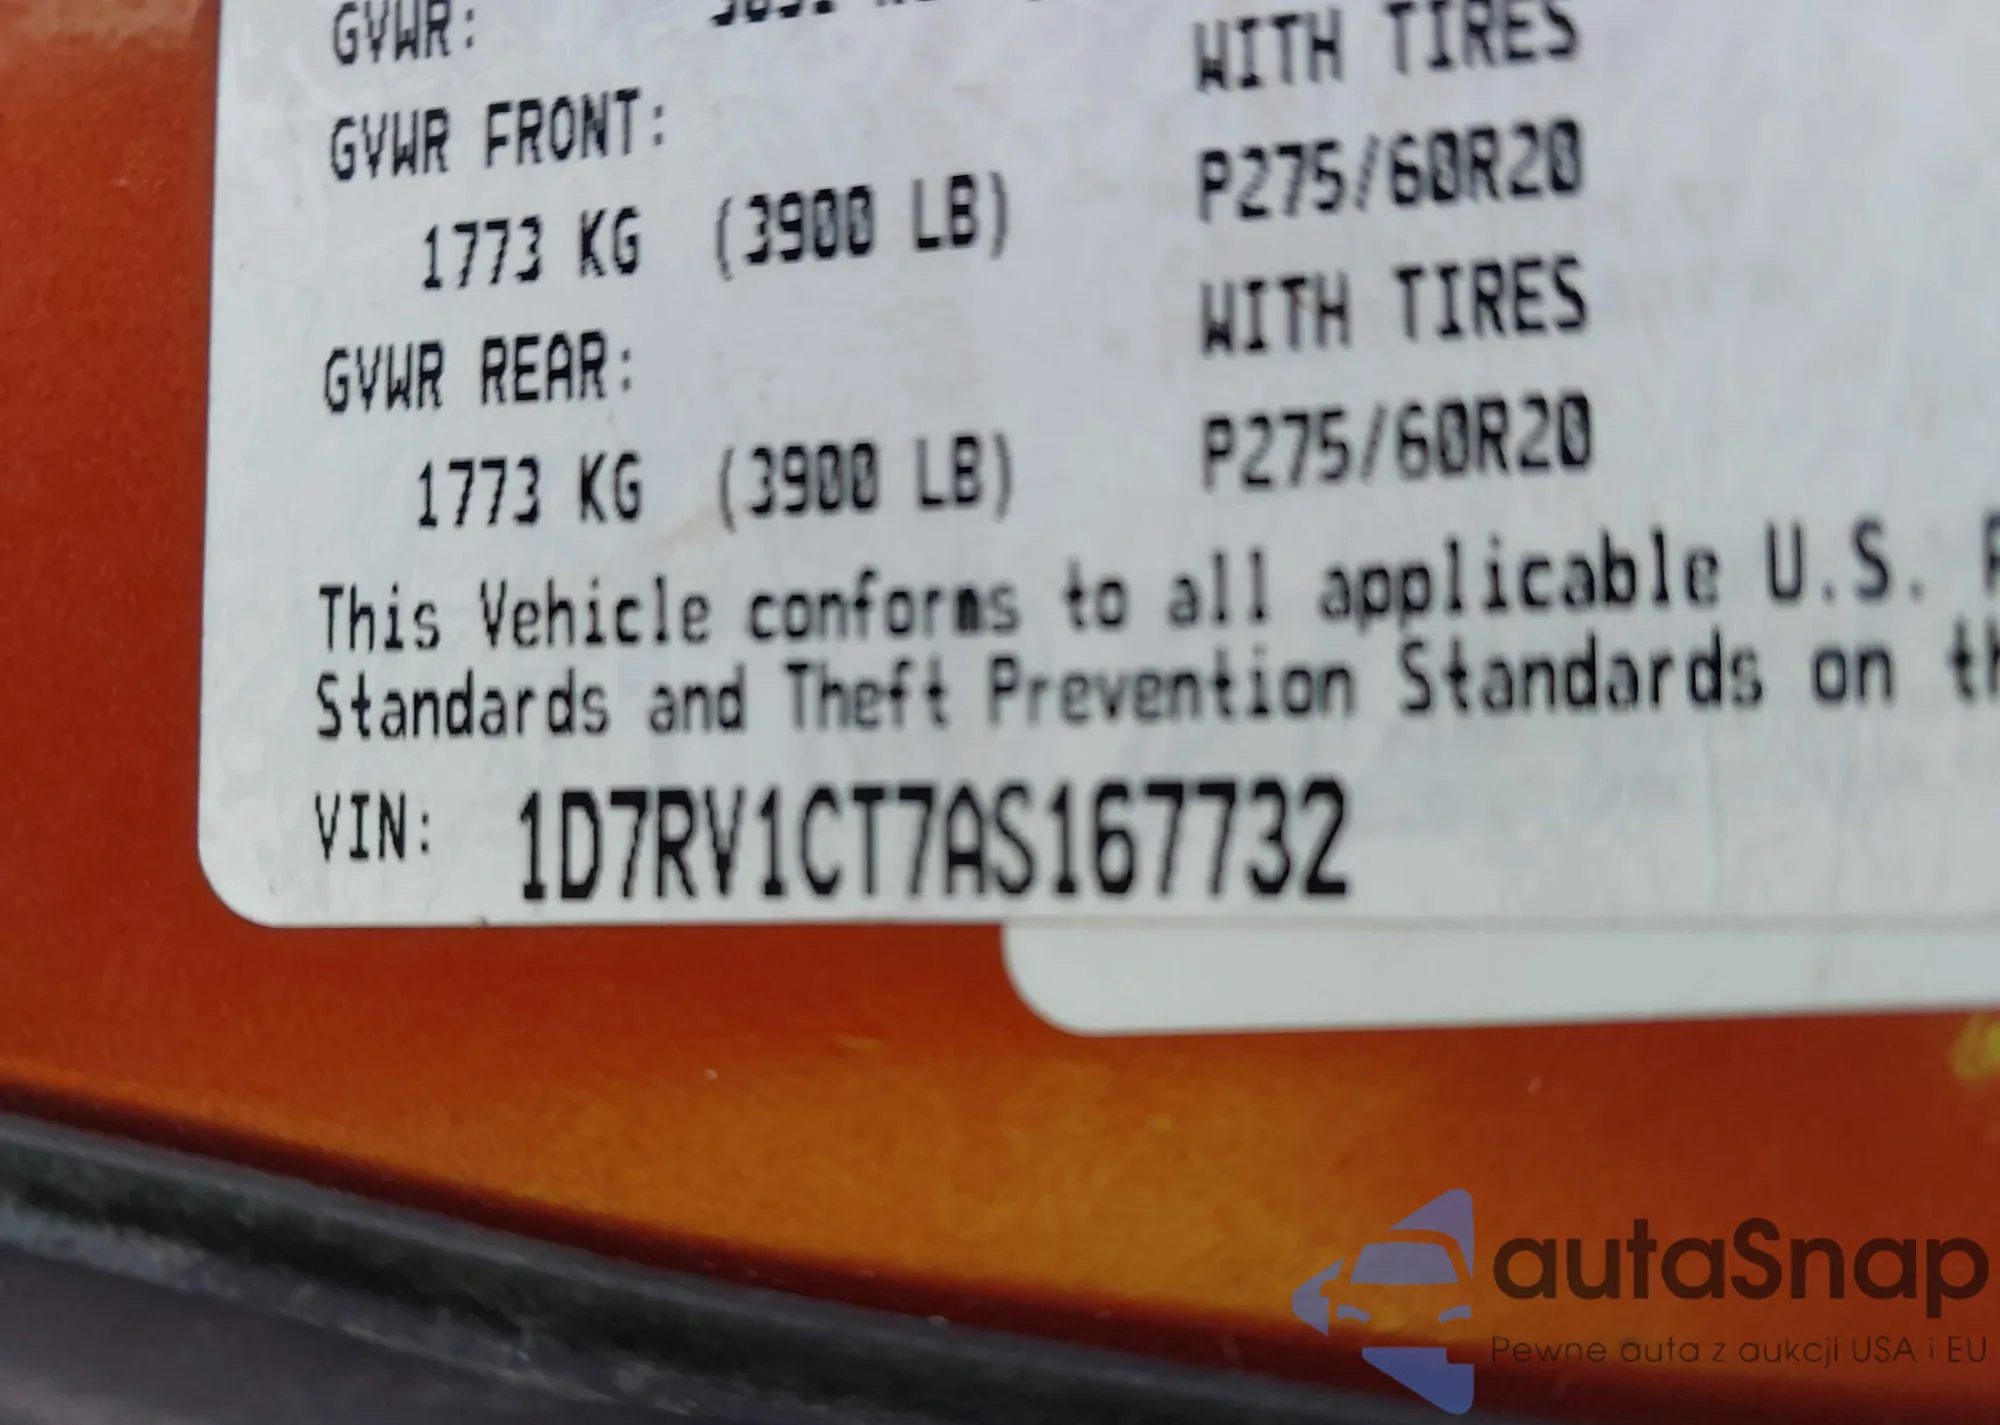 GVWR:
WITH TIRES
GVWR FRONT:
P275/60R20
1773 KG (3900 LB)
WITH TIRES
GVWR REAR:
P275/60R20
1773 KG (3900 LB)
This Vehicle conforms to all applicable U.S.
Standards and Theft Prevention Standards on
VIN: 1D7RV1CT7AS167732
autaSnap
Pewne auta z aukcji USA i EU